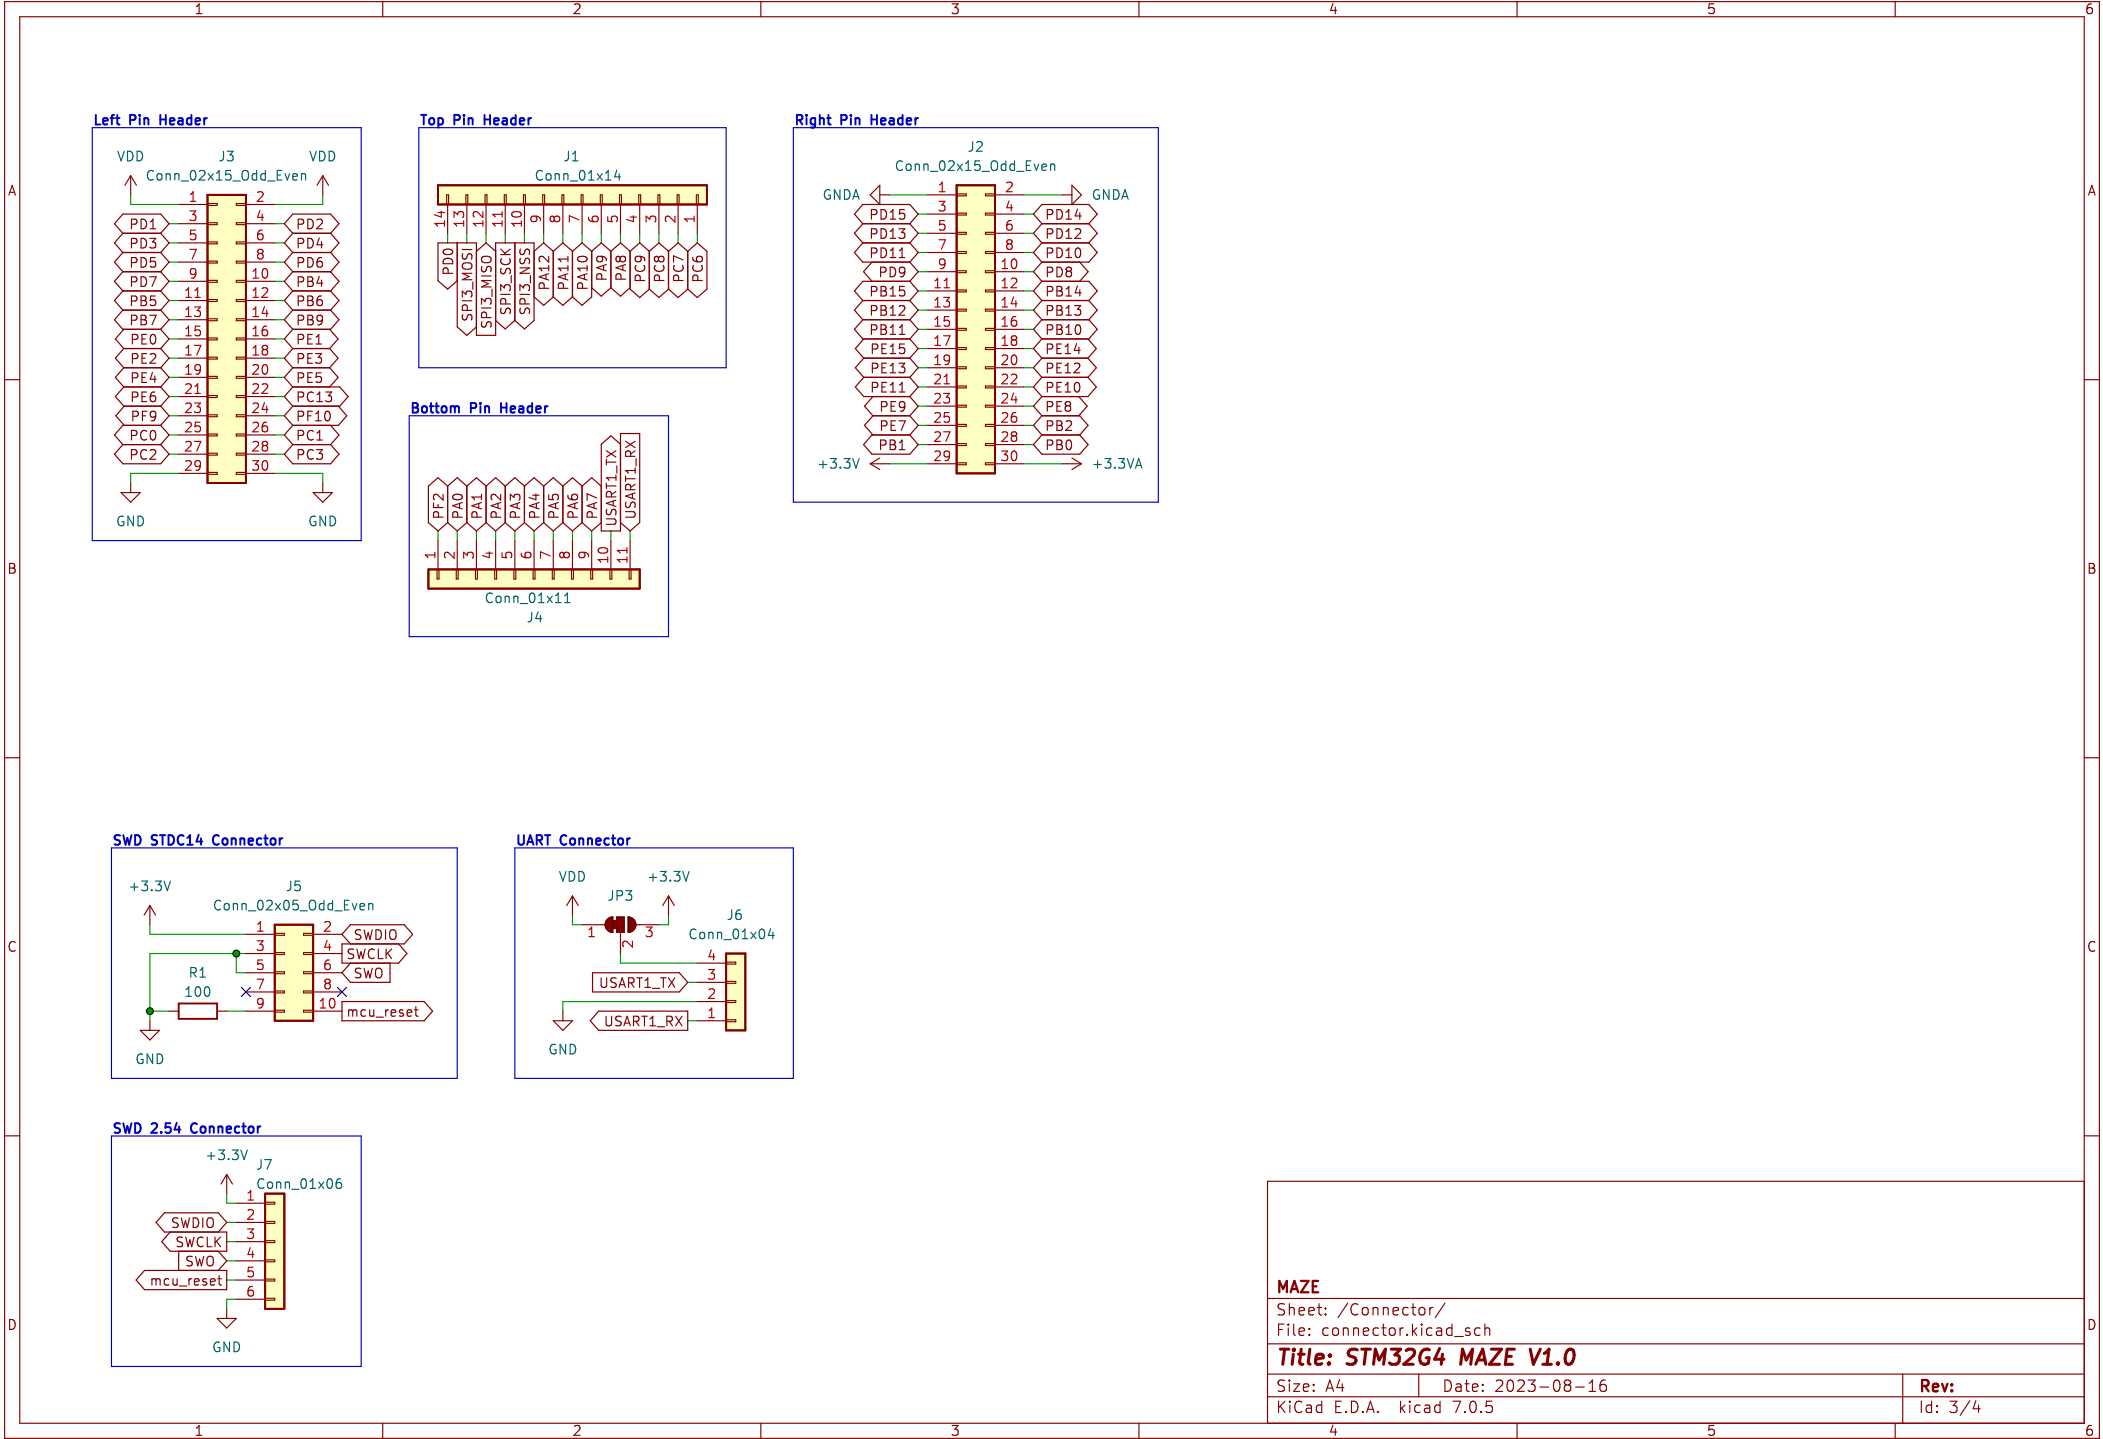 1 2 3 4 5 6
A A
B B
C C
D D
1 2 3 4 5 6
Left Pin Header
VDD J3 VDD
Conn_02x15_Odd_Even
1 2
PD1 3 4 PD2
PD3 5 6 PD4
PD5 7 8 PD6
PD7 9 10 PB4
PB5 11 12 PB6
PB7 13 14 PB9
PE0 15 16 PE1
PE2 17 18 PE3
PE4 19 20 PE5
PE6 21 22 PC13
PF9 23 24 PF10
PC0 25 26 PC1
PC2 27 28 PC3
29 30
GND GND
Top Pin Header
J1
Conn_01x14
14 13 12 11 10 9 8 7 6 5 4 3 2 1
PD0 SPI3_MOSI SPI3_MISO SPI3_SCK SPI3_NSS PA12 PA11 PA10 PA9 PA8 PC9 PC8 PC7 PC6
Right Pin Header
J2
Conn_02x15_Odd_Even
GNDA 1 2 GNDA
PD15 3 4 PD14
PD13 5 6 PD12
PD11 7 8 PD10
PD9 9 10 PD8
PB15 11 12 PB14
PB12 13 14 PB13
PB11 15 16 PB10
PE15 17 18 PE14
PE13 19 20 PE12
PE11 21 22 PE10
PE9 23 24 PE8
PE7 25 26 PB2
PB1 27 28 PB0
+3.3V 29 30 +3.3VA
Bottom Pin Header
PF2 PA0 PA1 PA2 PA3 PA4 PA5 PA6 PA7 USART1_TX USART1_RX
1 2 3 4 5 6 7 8 9 10 11
Conn_01x11
J4
SWD STDC14 Connector
+3.3V J5
Conn_02x05_Odd_Even
1 2 SWDIO
3 4 SWCLK
5 6 SWO
R1 7 8
100
9 10 mcu_reset
GND
UART Connector
VDD +3.3V
JP3
1 2 3
J6
Conn_01x04
4
USART1_TX 3
2
USART1_RX 1
GND
SWD 2.54 Connector
+3.3V J7
Conn_01x06
1
SWDIO 2
SWCLK 3
SWO 4
mcu_reset 5
6
GND
MAZE
Sheet: /Connector/
File: connector.kicad_sch
Title: STM32G4 MAZE V1.0
Size: A4 Date: 2023-08-16 Rev:
KiCad E.D.A. kicad 7.0.5 Id: 3/4